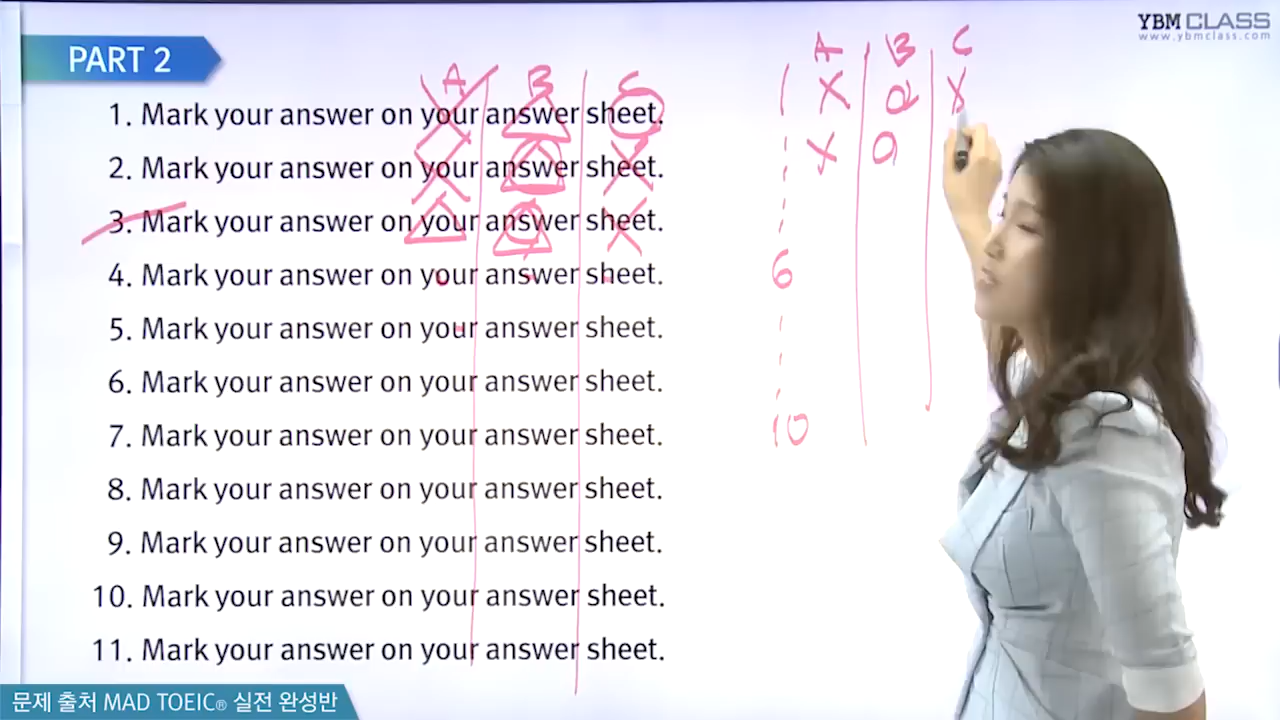 YBM CLASS
www.ybmclass.com
PART 2
A B C
1. Mark your answer on your answer sheet.
2. Mark your answer on your answer sheet.
3. Mark your answer on your answer sheet.
4. Mark your answer on your answer sheet.
5. Mark your answer on your answer sheet.
6. Mark your answer on your answer sheet.
7. Mark your answer on your answer sheet.
8. Mark your answer on your answer sheet.
9. Mark your answer on your answer sheet.
10. Mark your answer on your answer sheet.
11. Mark your answer on your answer sheet.
A B C
1 X O X
X O
6
10
문제 출처 MAD TOEIC® 실전 완성반